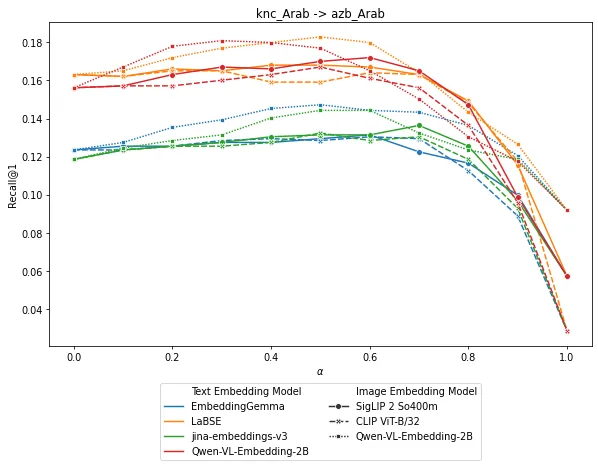 knc_Arab -> azb_Arab
Recall@1
0.18
0.16
0.14
0.12
0.10
0.08
0.06
0.04
0.0
0.2
0.4
0.6
0.8
1.0
α
Text Embedding Model
EmbeddingGemma
LaBSE
jina-embeddings-v3
Qwen-VL-Embedding-2B
Image Embedding Model
SigLIP 2 So400m
CLIP ViT-B/32
Qwen-VL-Embedding-2B